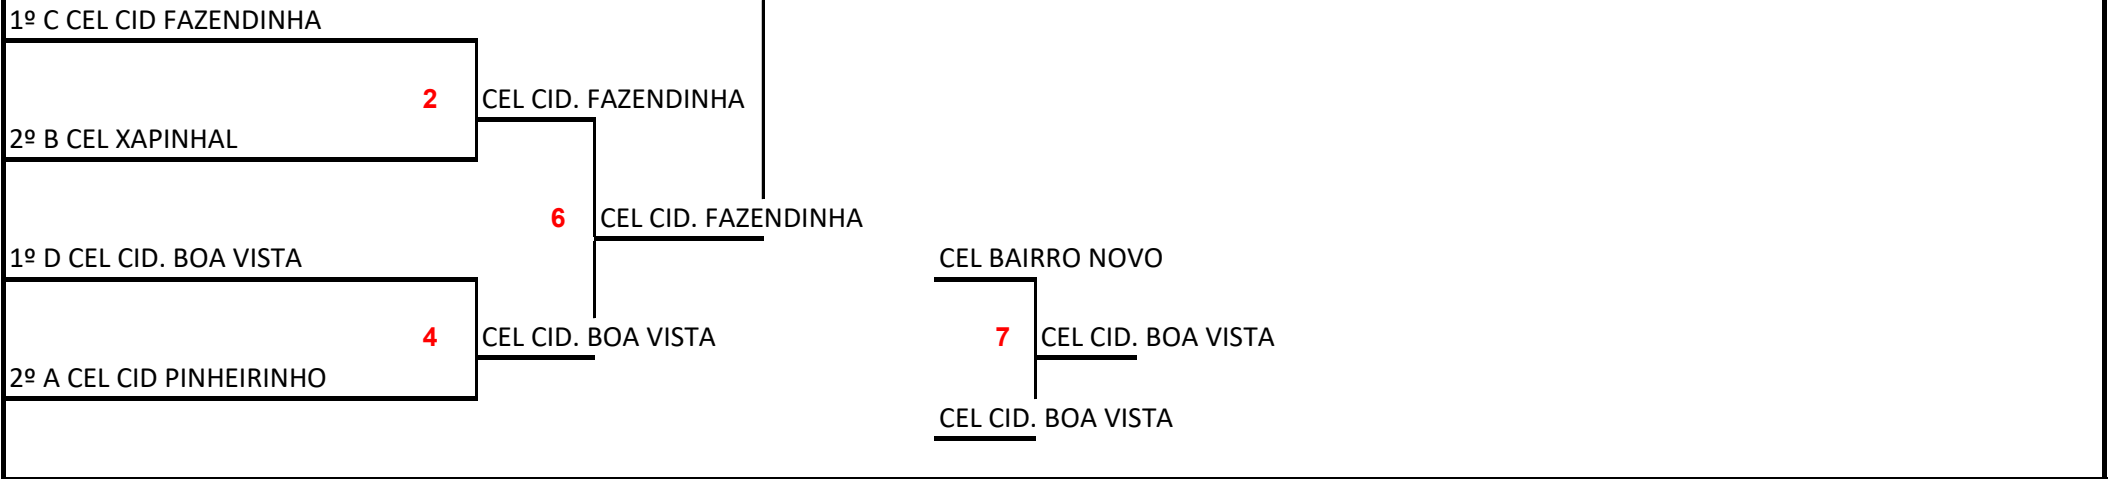 1º C CEL CID FAZENDINHA
2 CEL CID. FAZENDINHA
2º B CEL XAPINHAL
6 CEL CID. FAZENDINHA
1º D CEL CID. BOA VISTA
CEL BAIRRO NOVO
4 CEL CID. BOA VISTA
7 CEL CID. BOA VISTA
2º A CEL CID PINHEIRINHO
CEL CID. BOA VISTA